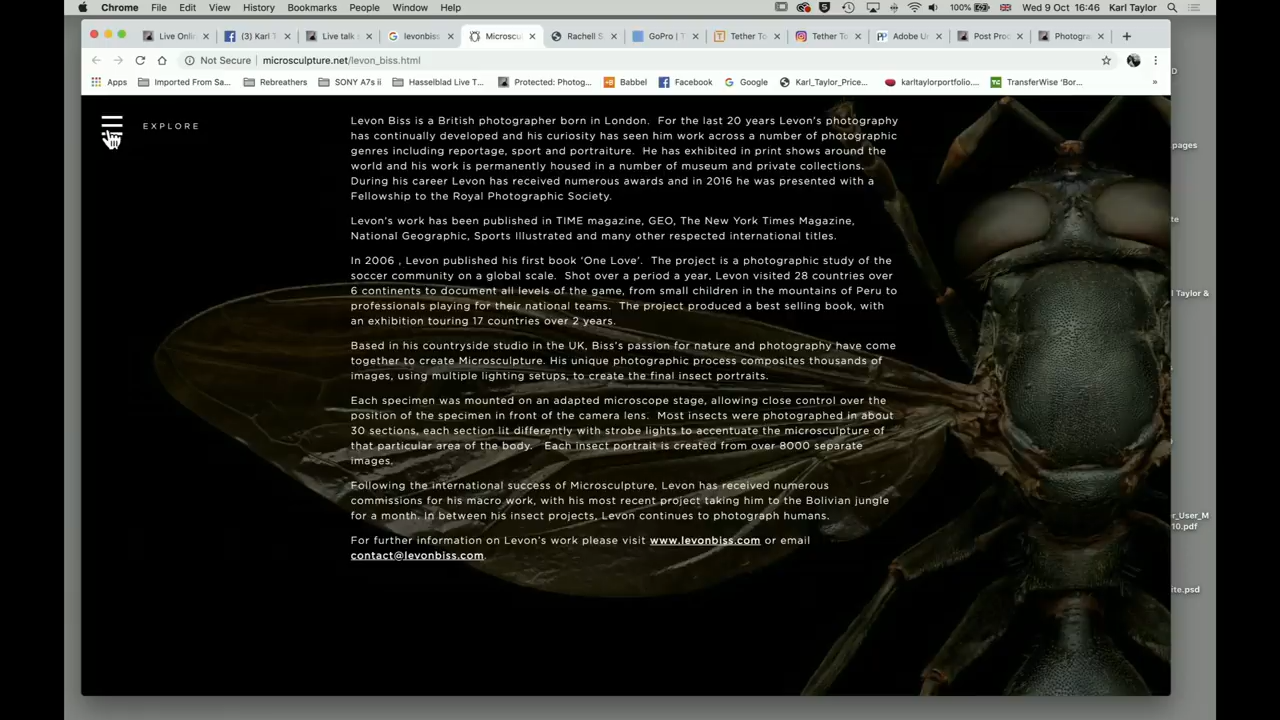 Chrome File Edit View History Bookmarks People Window Help 5 100% Wed 9 Oct 16:46 Karl Taylor
Live Onli... (3) Karl T Live talk levonbiss Microscul Rachell S GoPro | T Tether To Tether To Adobe U Post Proc Photogra
Not Secure microsculpture.net/levon_biss.html
Apps Imported From Sa... Rebreathers SONY A7s ii Hasselblad Live T... Protected: Photog... Babbel Facebook Google Karl_Taylor_Price... karltaylorportfolio.... TransferWise 'Bor... »
EXPLORE
Levon Biss is a British photographer born in London. For the last 20 years Levon's photography
has continually developed and his curiosity has seen him work across a number of photographic
genres including reportage, sport and portraiture. He has exhibited in print shows around the
world and his work is permanently housed in a number of museum and private collections.
During his career Levon has received numerous awards and in 2016 he was presented with a
Fellowship to the Royal Photographic Society.
Levon's work has been published in TIME magazine, GEO, The New York Times Magazine,
National Geographic, Sports Illustrated and many other respected international titles.
In 2006 , Levon published his first book 'One Love'. The project is a photographic study of the
soccer community on a global scale. Shot over a period a year, Levon visited 28 countries over
6 continents to document all levels of the game, from small children in the mountains of Peru to
professionals playing for their national teams. The project produced a best selling book, with
an exhibition touring 17 countries over 2 years.
Based in his countryside studio in the UK, Biss's passion for nature and photography have come
together to create Microsculpture. His unique photographic process composites thousands of
images, using multiple lighting setups, to create the final insect portraits.
Each specimen was mounted on an adapted microscope stage, allowing close control over the
position of the specimen in front of the camera lens. Most insects were photographed in about
30 sections, each section lit differently with strobe lights to accentuate the microsculpture of
that particular area of the body. Each insect portrait is created from over 8000 separate
images.
Following the international success of Microsculpture, Levon has received numerous
commissions for his macro work, with his most recent project taking him to the Bolivian jungle
for a month. In between his insect projects, Levon continues to photograph humans.
For further information on Levon's work please visit www.levonbiss.com or email
contact@levonbiss.com.
D
pages
te
l Taylor &
er_User_M
10.pdf
ite.psd